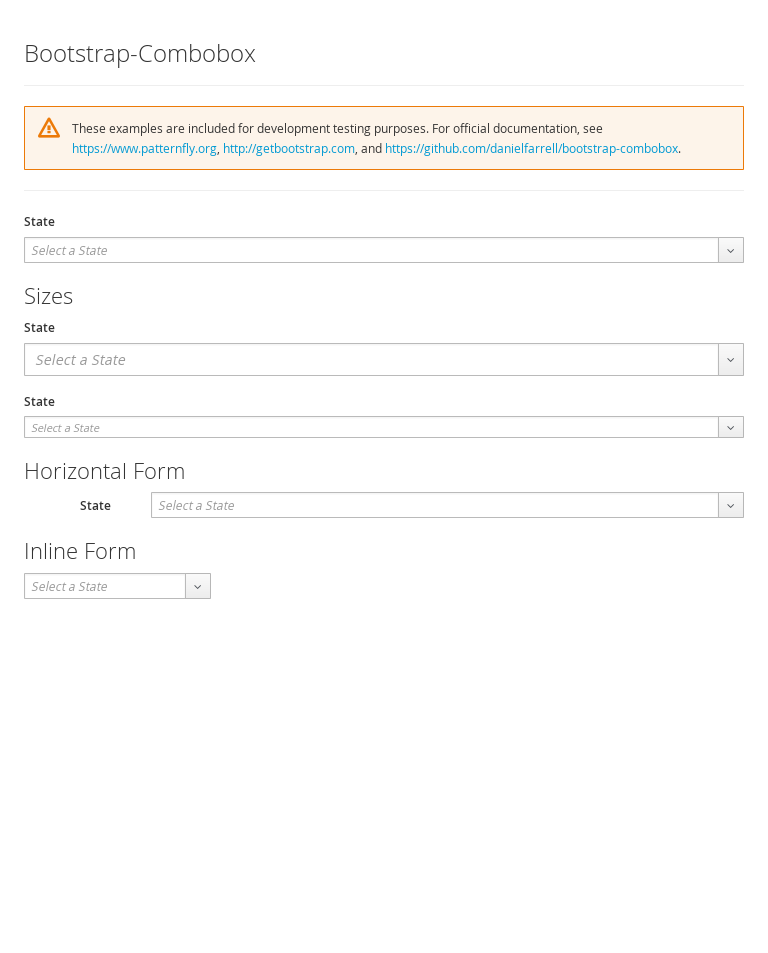 Bootstrap-Combobox
These examples are included for development testing purposes. For official documentation, see
https://www.patternfly.org, http://getbootstrap.com, and https://github.com/danielfarrell/bootstrap-combobox.
State
Select a State
Sizes
State
Select a State
State
Select a State
Horizontal Form
State Select a State
Inline Form
Select a State